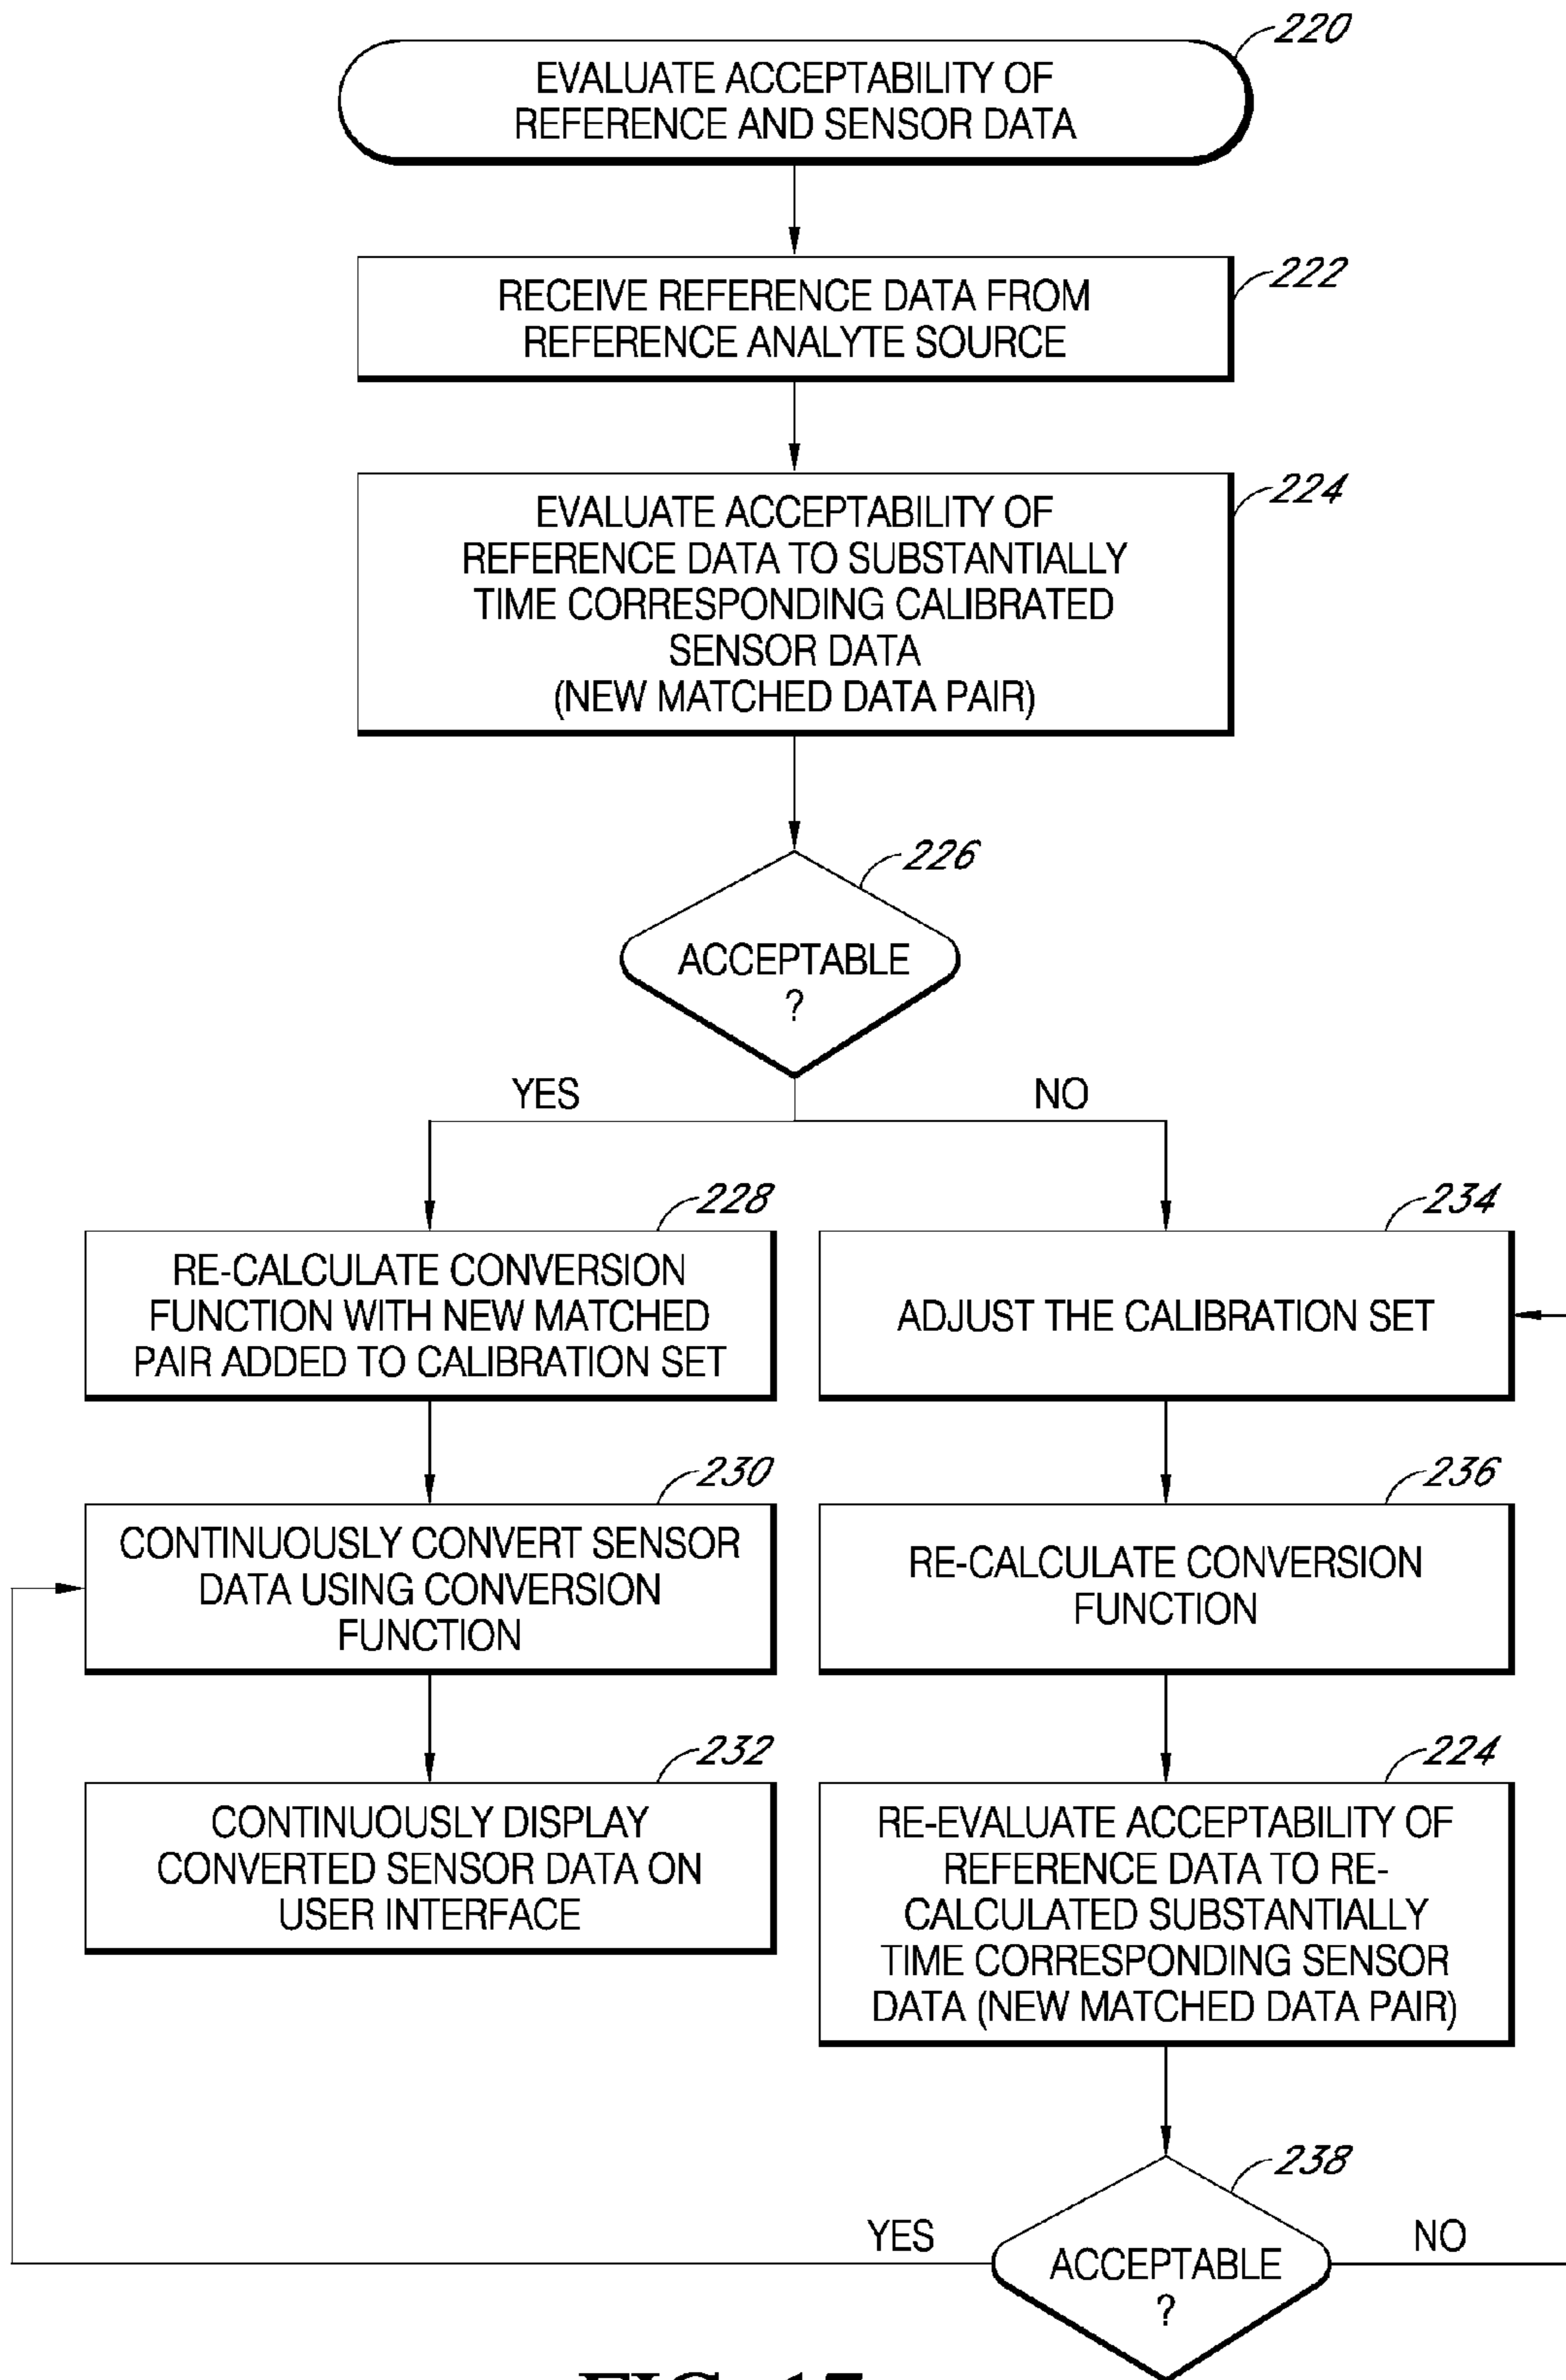 220
EVALUATE ACCEPTABILITY OF
REFERENCE AND SENSOR DATA
222
RECEIVE REFERENCE DATA FROM
REFERENCE ANALYTE SOURCE
224
EVALUATE ACCEPTABILITY OF
REFERENCE DATA TO SUBSTANTIALLY
TIME CORRESPONDING CALIBRATED
SENSOR DATA
(NEW MATCHED DATA PAIR)
226
ACCEPTABLE
?
YES
NO
228
RE-CALCULATE CONVERSION
FUNCTION WITH NEW MATCHED
PAIR ADDED TO CALIBRATION SET
234
ADJUST THE CALIBRATION SET
230
CONTINUOUSLY CONVERT SENSOR
DATA USING CONVERSION
FUNCTION
236
RE-CALCULATE CONVERSION
FUNCTION
232
CONTINUOUSLY DISPLAY
CONVERTED SENSOR DATA ON
USER INTERFACE
224
RE-EVALUATE ACCEPTABILITY OF
REFERENCE DATA TO RE-
CALCULATED SUBSTANTIALLY
TIME CORRESPONDING SENSOR
DATA (NEW MATCHED DATA PAIR)
238
YES
ACCEPTABLE
?
NO